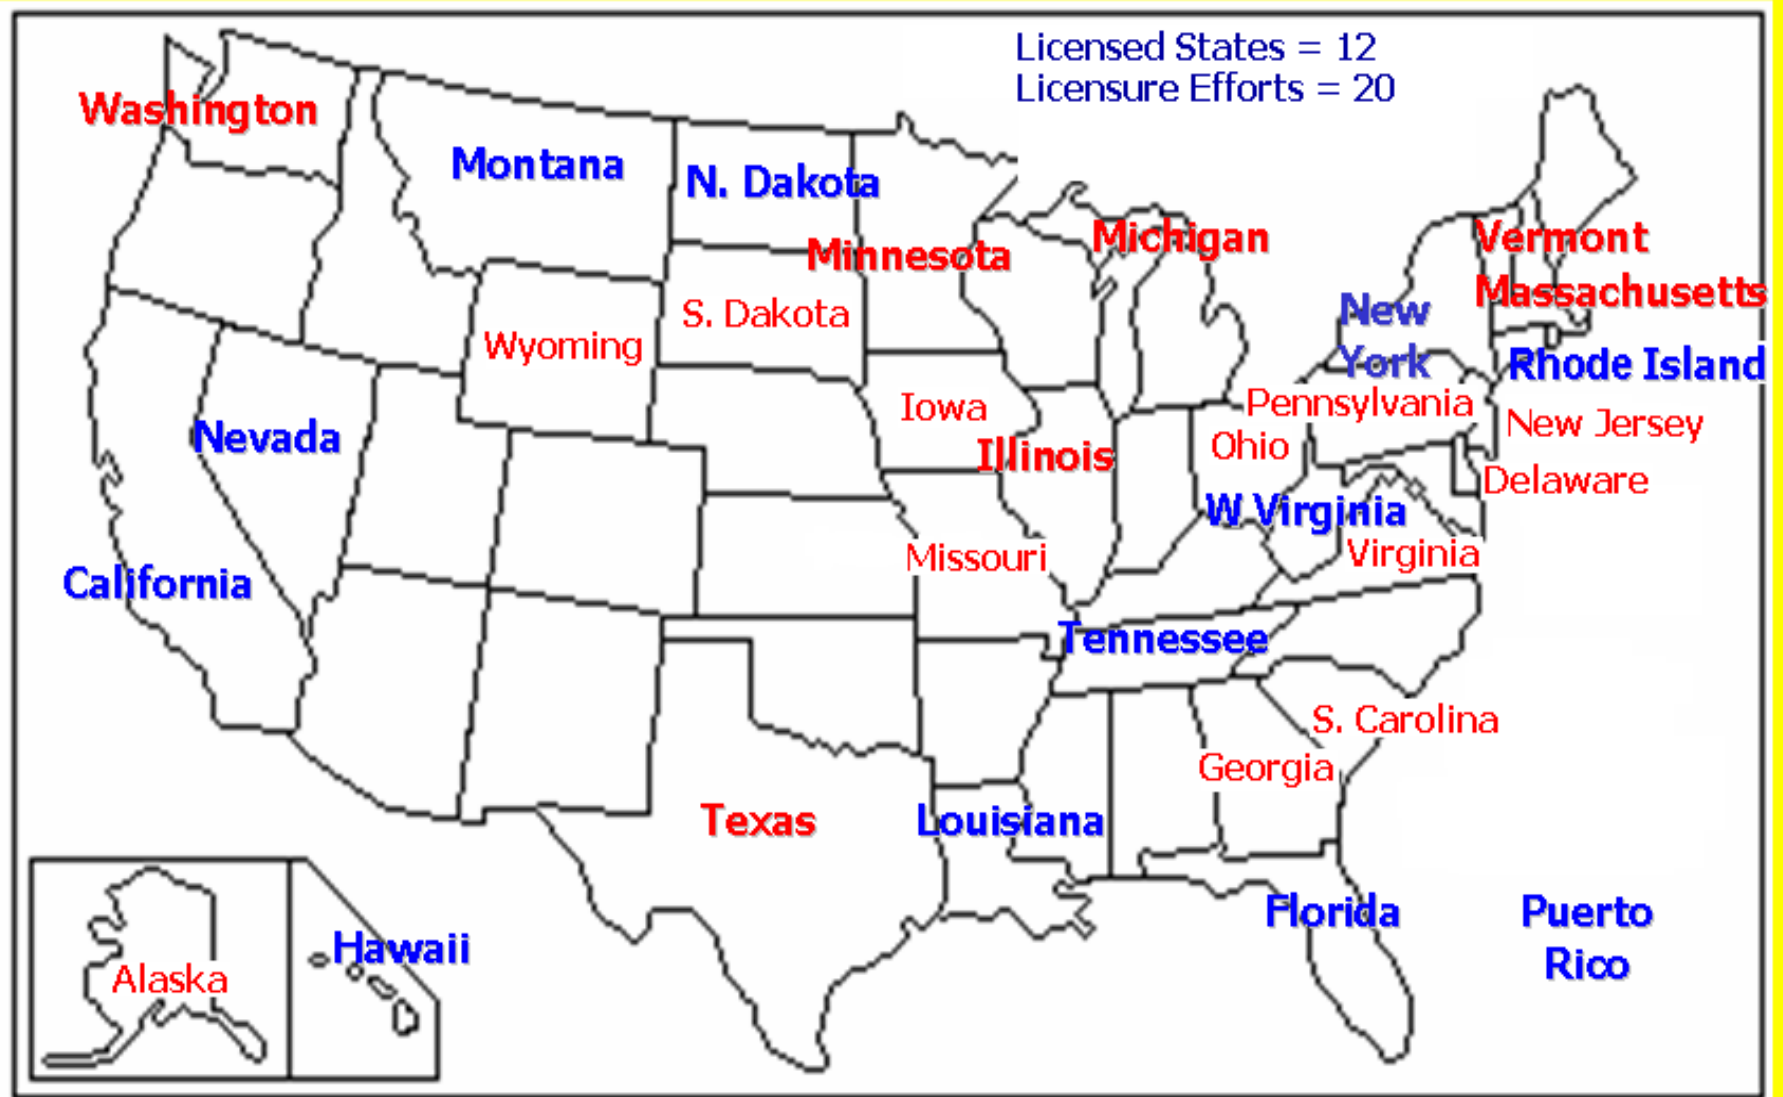 Licensed States = 12
Licensure Efforts = 20
Washington
Montana
N. Dakota
Minnesota
Michigan
Vermont
Massachusetts
New
York
Rhode Island
S. Dakota
Wyoming
Iowa
Pennsylvania
New Jersey
Nevada
Illinois
Ohio
Delaware
W Virginia
Virginia
Missouri
California
Tennessee
S. Carolina
Georgia
Texas
Louisiana
Florida
Puerto
Rico
Hawaii
Alaska